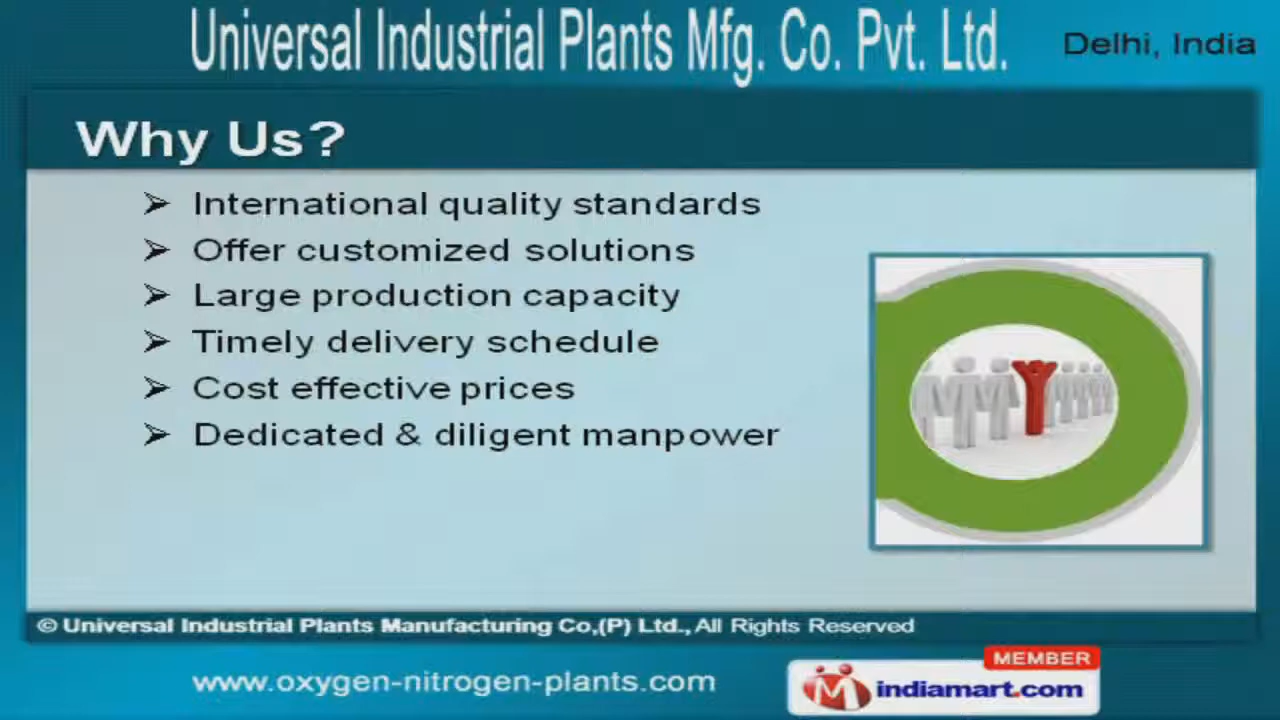 Universal Industrial Plants Mfg. Co. Pvt. Ltd.
Delhi, India
Why Us?
➢ International quality standards
➢ Offer customized solutions
➢ Large production capacity
➢ Timely delivery schedule
➢ Cost effective prices
➢ Dedicated & diligent manpower
© Universal Industrial Plants Manufacturing Co,(P) Ltd., All Rights Reserved
www.oxygen-nitrogen-plants.com
MEMBER
indiamart.com